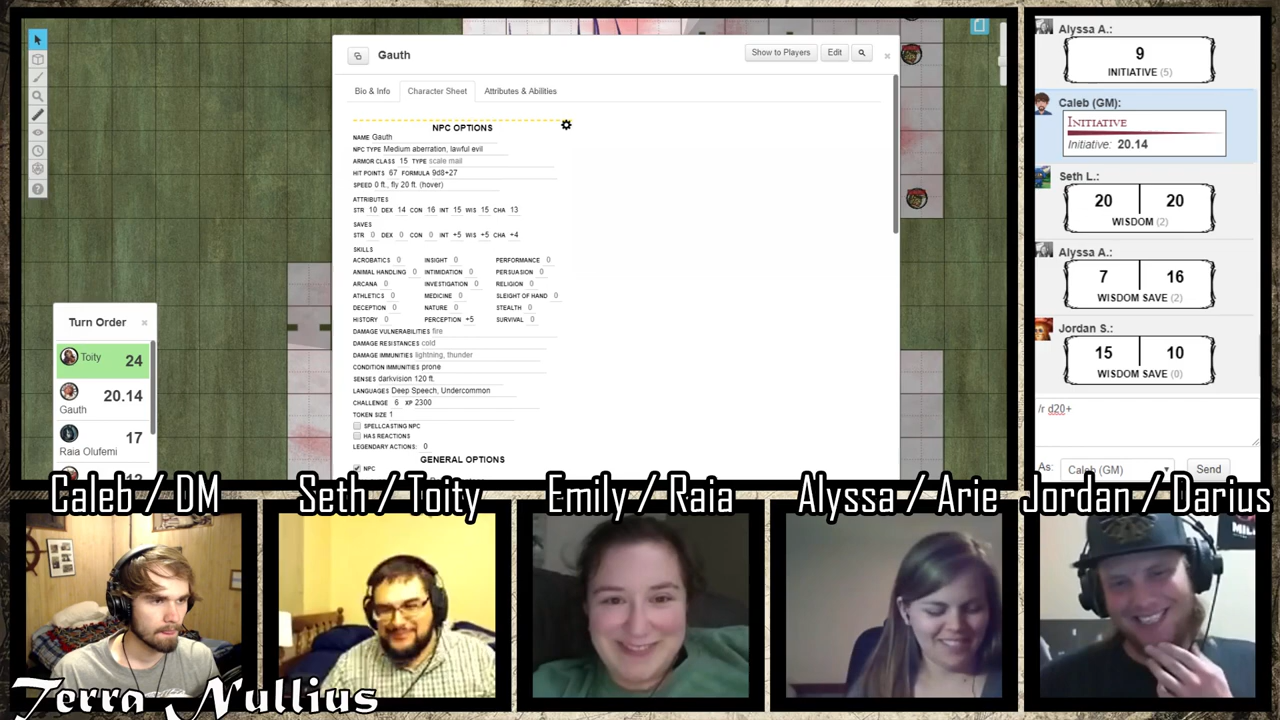 Gauth
Show to Players
Edit
Bio & Info
Character Sheet
Attributes & Abilities
NPC OPTIONS
NAME Gauth
NPC TYPE Medium aberration, lawful evil
ARMOR CLASS 15 TYPE scale mail
HIT POINTS 67 FORMULA 9d8+27
SPEED 0 ft., fly 20 ft. (hover)
ATTRIBUTES
STR 10 DEX 14 CON 16 INT 15 WIS 15 CHA 13
SAVES
STR 0 DEX 0 CON 0 INT +5 WIS +5 CHA +4
SKILLS
ACROBATICS 0 INSIGHT 0 PERFORMANCE 0
ANIMAL HANDLING 0 INTIMIDATION 0 PERSUASION 0
ARCANA 0 INVESTIGATION 0 RELIGION 0
ATHLETICS 0 MEDICINE 0 SLEIGHT OF HAND 0
DECEPTION 0 NATURE 0 STEALTH 0
HISTORY 0 PERCEPTION +5 SURVIVAL 0
DAMAGE VULNERABILITIES fire
DAMAGE RESISTANCES cold
DAMAGE IMMUNITIES lightning, thunder
CONDITION IMMUNITIES prone
SENSES darkvision 120 ft.
LANGUAGES Deep Speech, Undercommon
CHALLENGE 6 XP 2300
TOKEN SIZE 1
SPELLCASTING NPC
HAS REACTIONS
LEGENDARY ACTIONS: 0
GENERAL OPTIONS
NPC
Turn Order
Toity 24
Gauth 20.14
Raia Olufemi 17
Alyssa A.:
9
INITIATIVE (5)
Caleb (GM):
INITIATIVE
Initiative: 20.14
Seth L.:
20 20
WISDOM (2)
Alyssa A.:
7 16
WISDOM SAVE (2)
Jordan S.:
15 10
WISDOM SAVE (0)
/r d20+
As: Caleb (GM) Send
Caleb / DM
Seth / Toity
Emily / Raia
Alyssa / Arie
Jordan / Darius
Terra Nullius